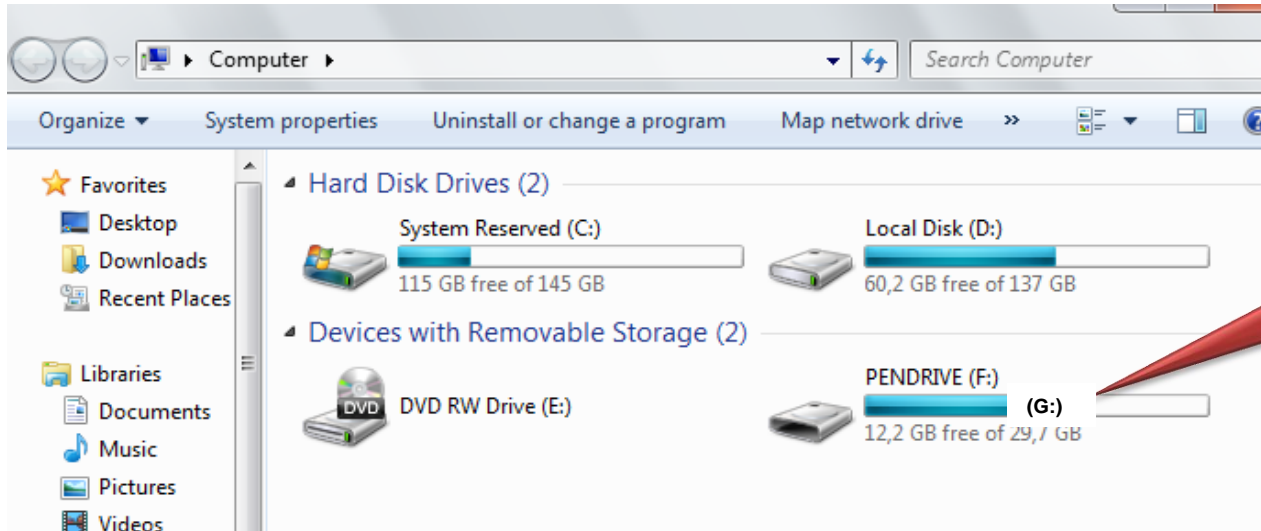 Computer
Search Computer
Organize System properties Uninstall or change a program Map network drive »
Favorites
Desktop
Downloads
Recent Places
Libraries
Documents
Music
Pictures
Videos
Hard Disk Drives (2)
System Reserved (C:)
115 GB free of 145 GB
Local Disk (D:)
60,2 GB free of 137 GB
Devices with Removable Storage (2)
DVD
DVD RW Drive (E:)
PENDRIVE (F:)
(G:)
12,2 GB free of 29,7 GB